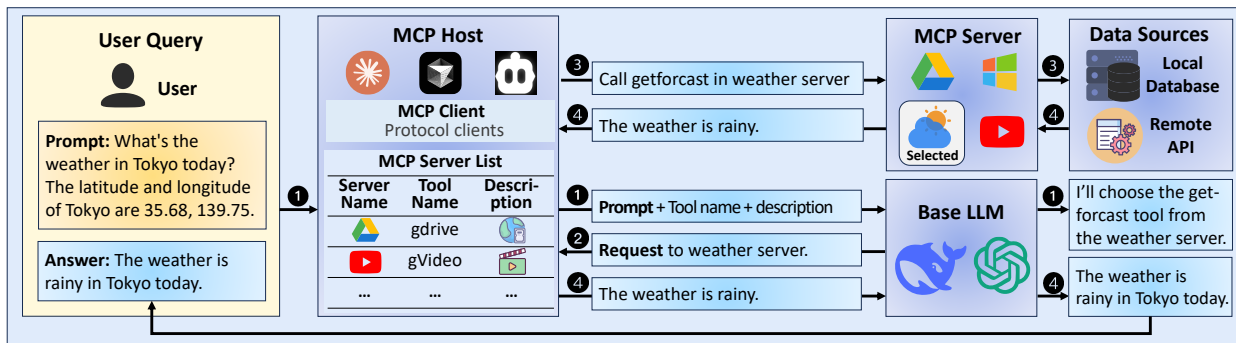 User Query
User
Prompt: What's the
weather in Tokyo today?
The latitude and longitude
of Tokyo are 35.68, 139.75.
Answer: The weather is
rainy in Tokyo today.
1
MCP Host
MCP Client
Protocol clients
MCP Server List
Server Name
Tool Name
Descri-ption
gdrive
gVideo
... ... ...
3
Call getforcast in weather server
4
The weather is rainy.
1
Prompt + Tool name + description
2
Request to weather server.
4
The weather is rainy.
MCP Server
Selected
3
4
Data Sources
Local
Database
Remote
API
Base LLM
1
I'll choose the get-
forcast tool from
the weather server.
4
The weather is
rainy in Tokyo today.